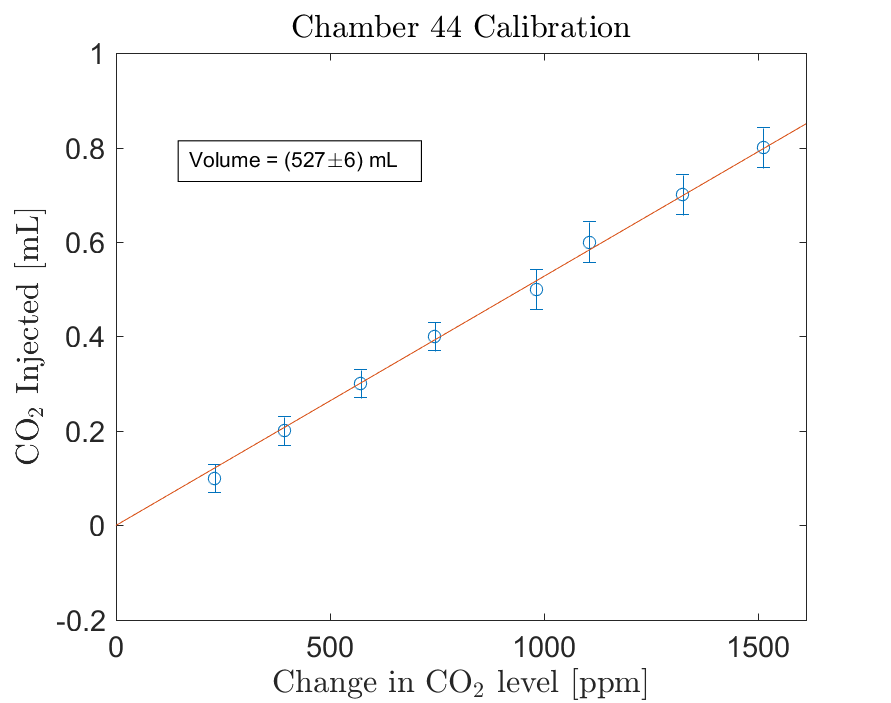 Chamber 44 Calibration
1
0.8
0.6
0.4
0.2
0
-0.2
Volume = (527±6) mL
CO₂ Injected [mL]
0
500
1000
1500
Change in CO₂ level [ppm]